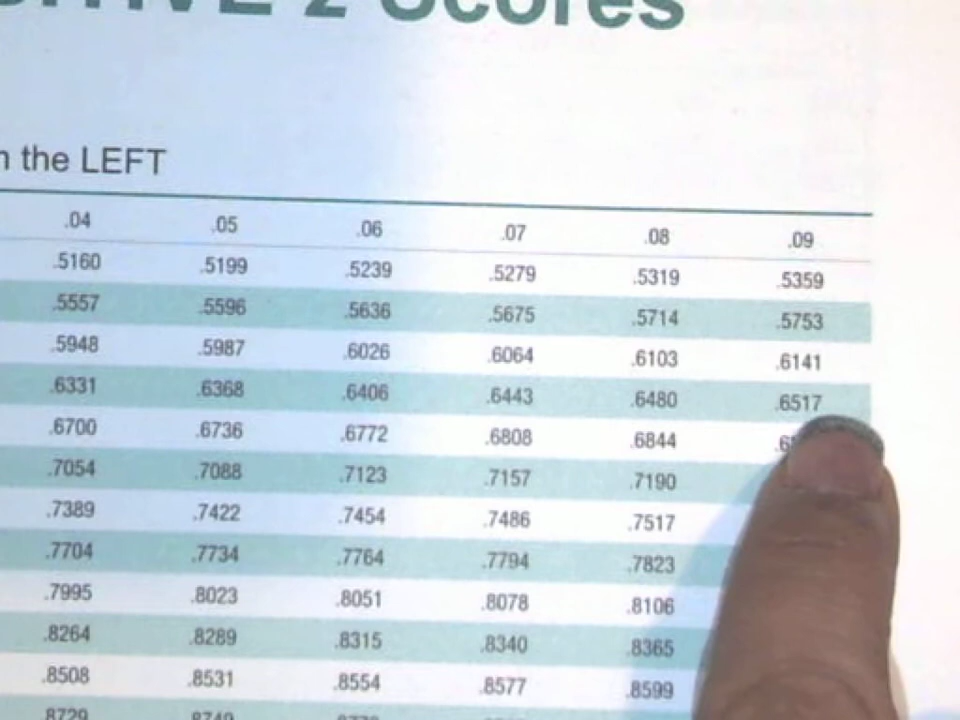 z Scores
the LEFT
.04 .05 .06 .07 .08 .09
.5160 .5199 .5239 .5279 .5319 .5359
.5557 .5596 .5636 .5675 .5714 .5753
.5948 .5987 .6026 .6064 .6103 .6141
.6331 .6368 .6406 .6443 .6480 .6517
.6700 .6736 .6772 .6808 .6844
.7054 .7088 .7123 .7157 .7190
.7389 .7422 .7454 .7486 .7517
.7704 .7734 .7764 .7794 .7823
.7995 .8023 .8051 .8078 .8106
.8264 .8289 .8315 .8340 .8365
.8508 .8531 .8554 .8577 .8599
.8729 .8749